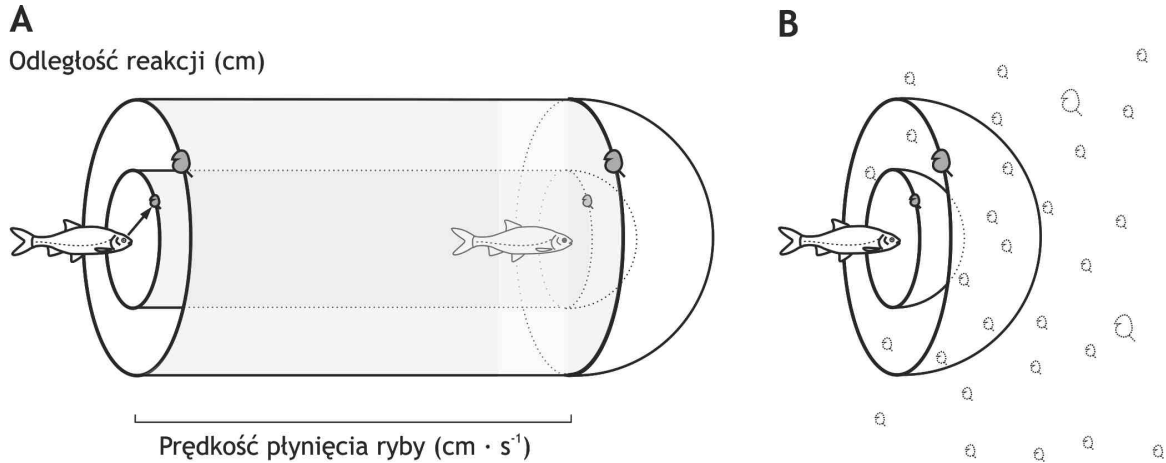 A
B
Odległość reakcji (cm)
Prędkość płynięcia ryby (cm · s⁻¹)